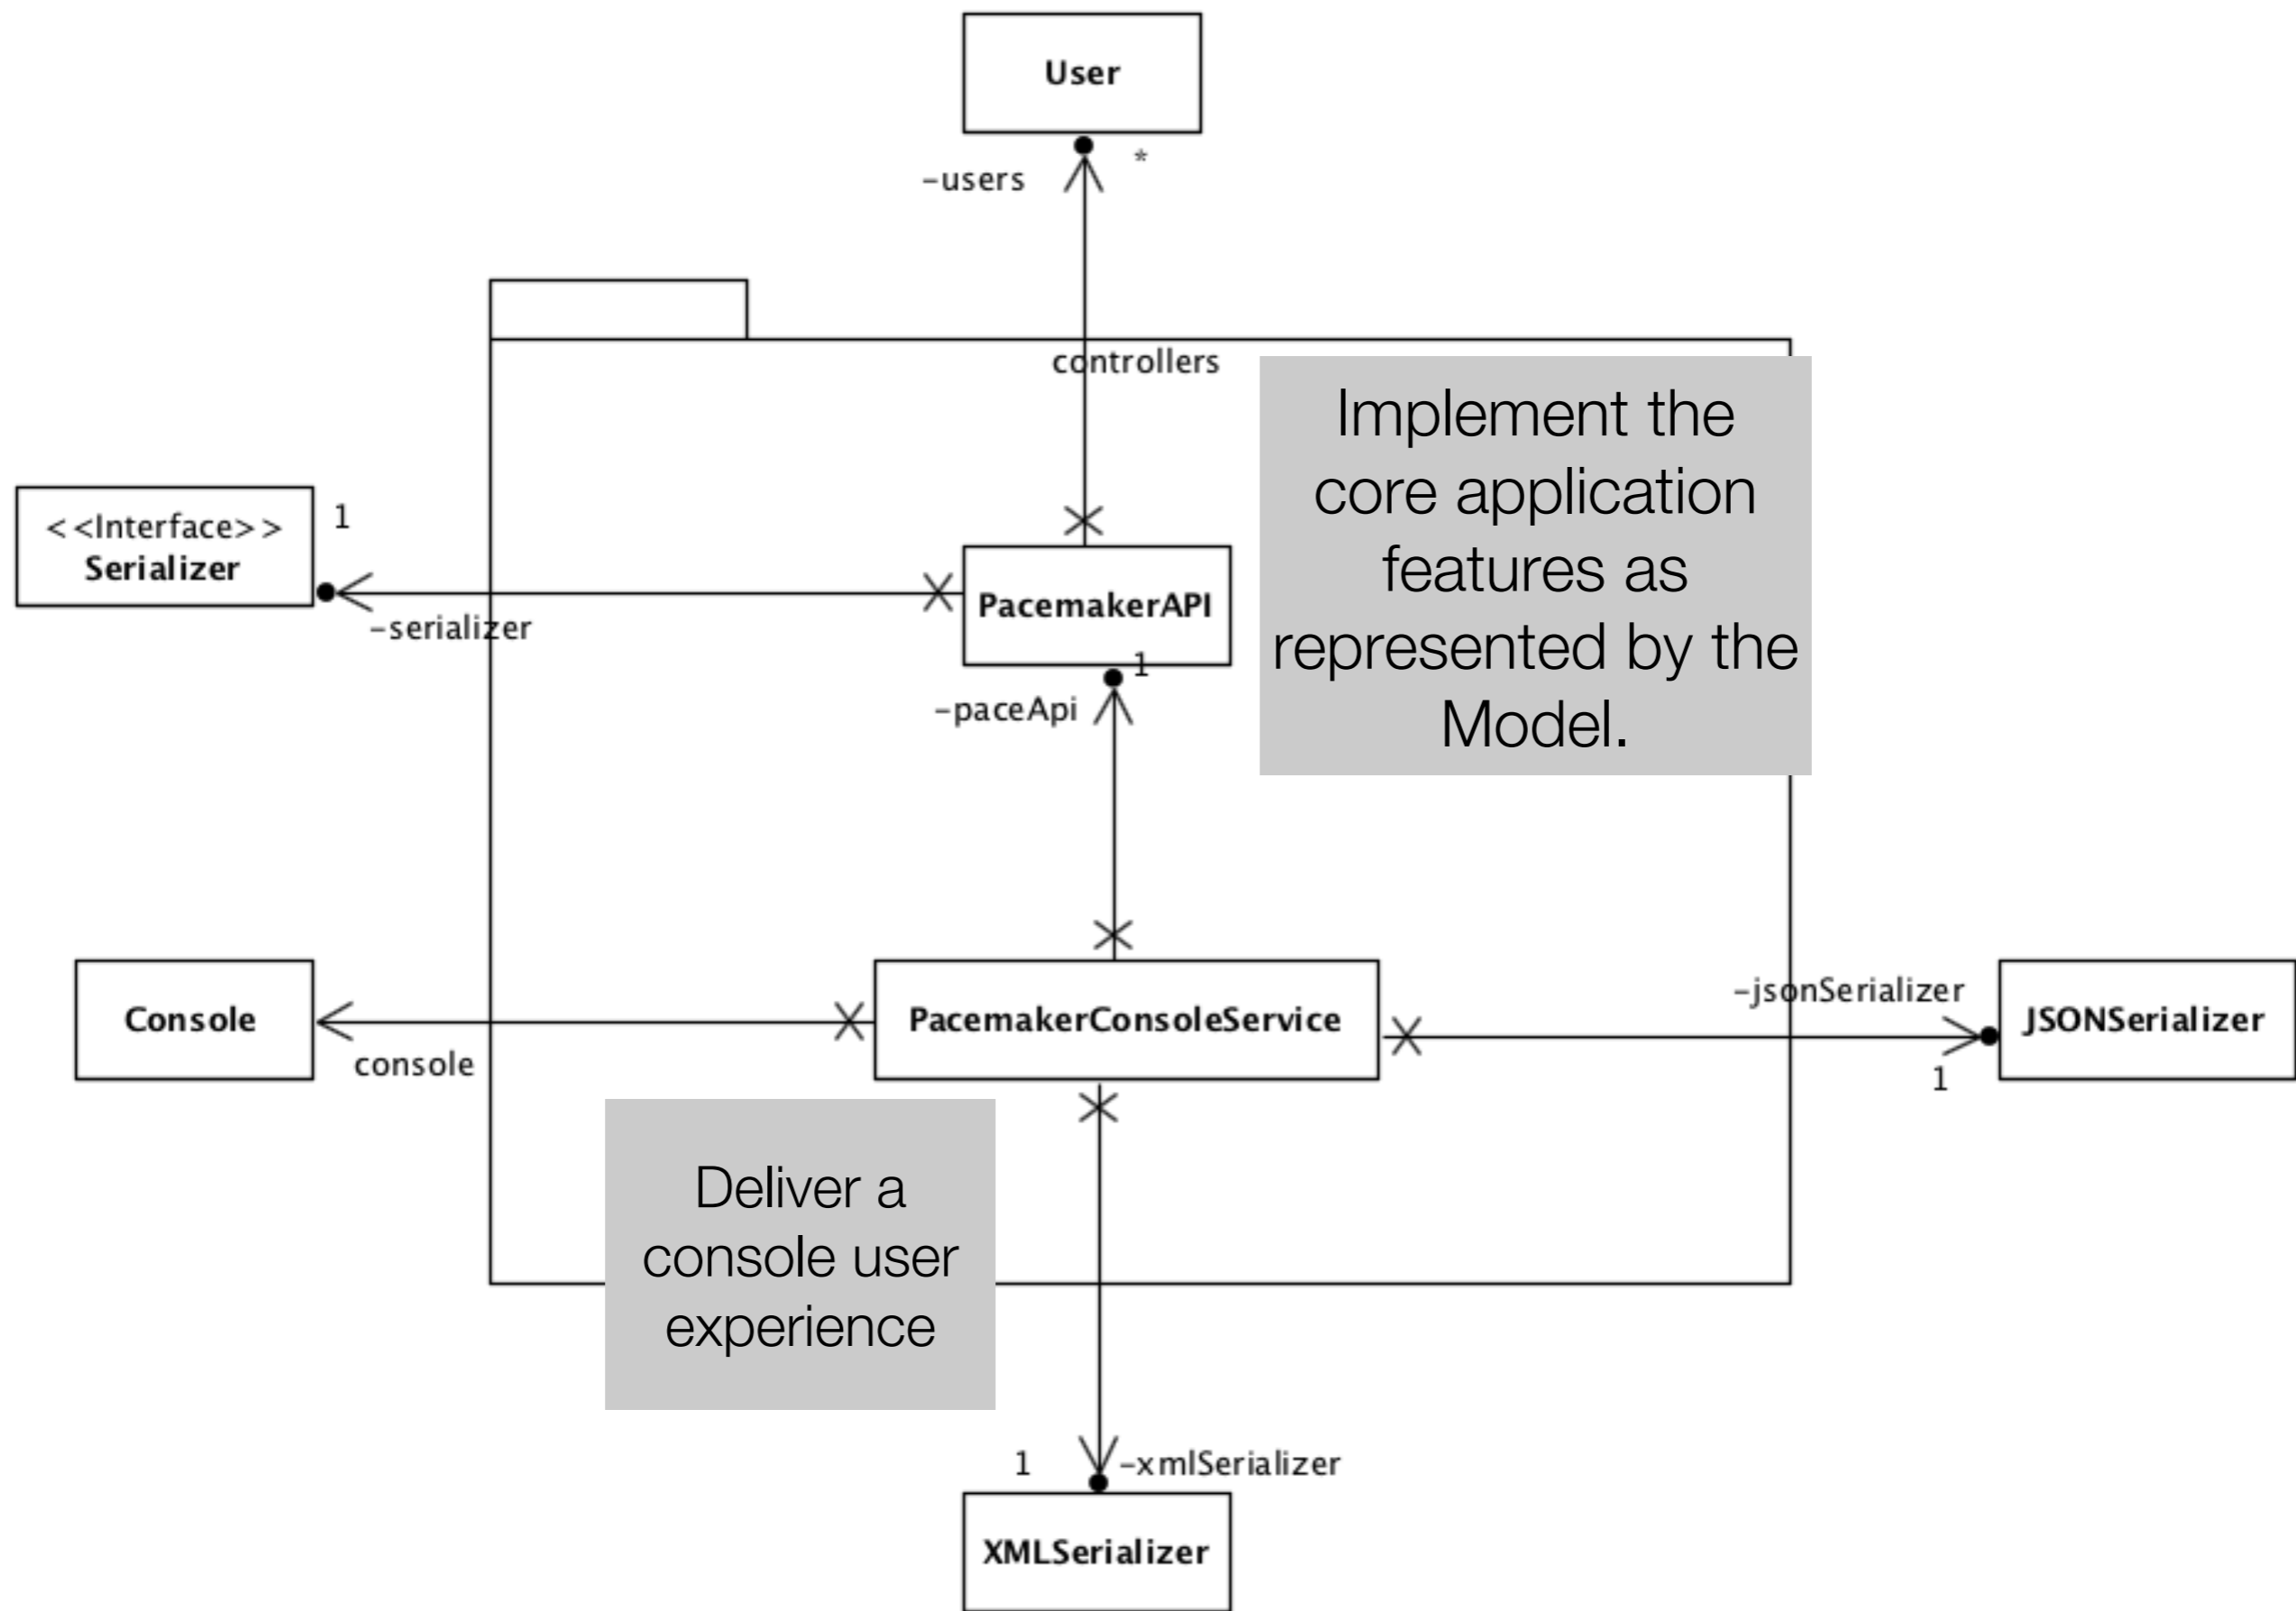 User
*
-users
controllers
Implement the
core application
features as
represented by the
Model.
<<Interface>>
Serializer
1
-serializer
PacemakerAPI
1
-paceApi
Console
console
PacemakerConsoleService
-jsonSerializer
JSONSerializer
1
Deliver a
console user
experience
1
-xmlSerializer
XMLSerializer